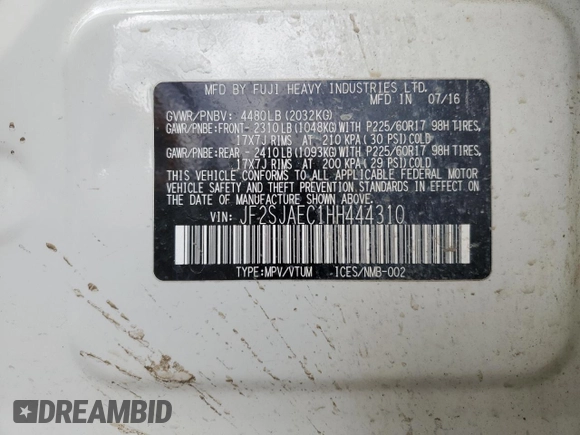 MFD BY FUJI HEAVY INDUSTRIES LTD.
MFD IN 07/16
GVWR/PNBV: 4480LB (2032KG)
GAWR/PNBE:FRONT- 2310LB (1048KG) WITH P225/60R17 98H TIRES,
17X7J RIMS AT 210 KPA (30 PSI) COLD
GAWR/PNBE:REAR - 2410LB (1093KG) WITH P225/60R17 98H TIRES,
17X7J RIMS AT 200 KPA (29 PSI) COLD
THIS VEHICLE CONFORMS TO ALL APPLICABLE FEDERAL MOTOR
VEHICLE SAFETY AND THEFT PREVENTION STANDARDS IN EFFECT ON
THE DATE OF MANUFACTURE SHOWN ABOVE.
VIN: JF2SJAEC1HH444310
TYPE:MPV/VTUM -ICES/NMB-002
DREAMBID